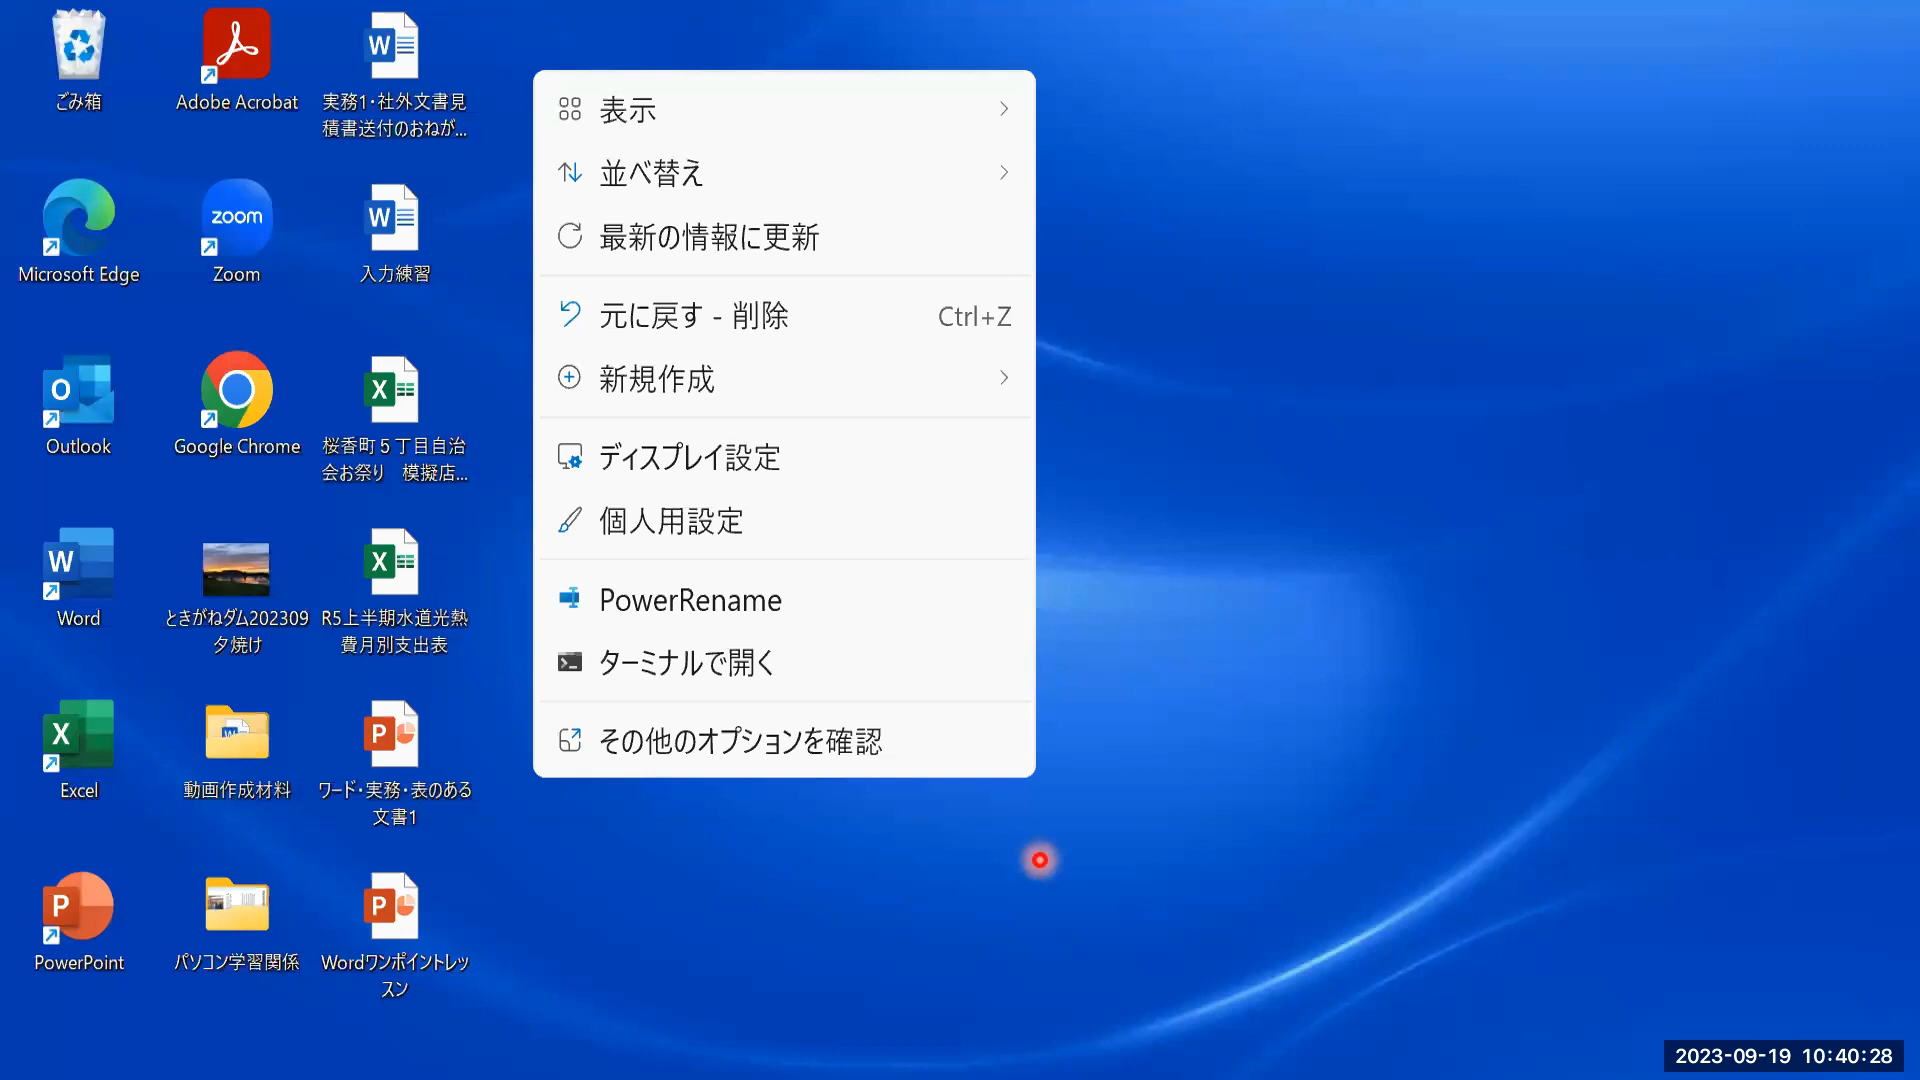 ごみ箱
Adobe Acrobat
実務1・社外文書見
積書送付のおねが...
Microsoft Edge
zoom
Zoom
入力練習
Outlook
Google Chrome
桜香町5丁目自治
会お祭り 模擬店...
Word
ときがねダム202309
夕焼け
R5上半期水道光熱
費月別支出表
Excel
動画作成材料
ワード・実務・表のある
文書1
PowerPoint
パソコン学習関係
Wordワンポイントレッ
スン
表示
並べ替え
最新の情報に更新
元に戻す - 削除 Ctrl+Z
新規作成
ディスプレイ設定
個人用設定
PowerRename
ターミナルで開く
その他のオプションを確認
2023-09-19 10:40:28